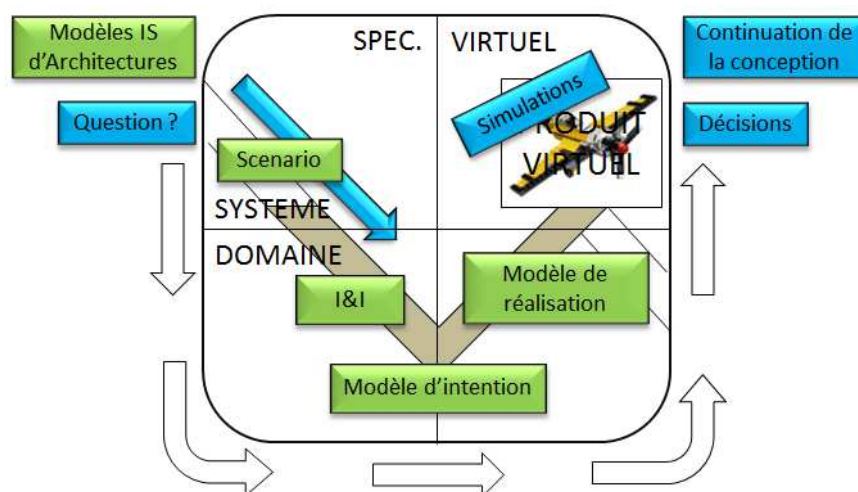 Modèles IS
d'Architectures
Question ?
SPEC.
VIRTUEL
Scenario
SYSTEME
Simulations
PRODUIT
VIRTUEL
Continuation de
la conception
Décisions
DOMAINE
I&I
Modèle de
réalisation
Modèle d'intention